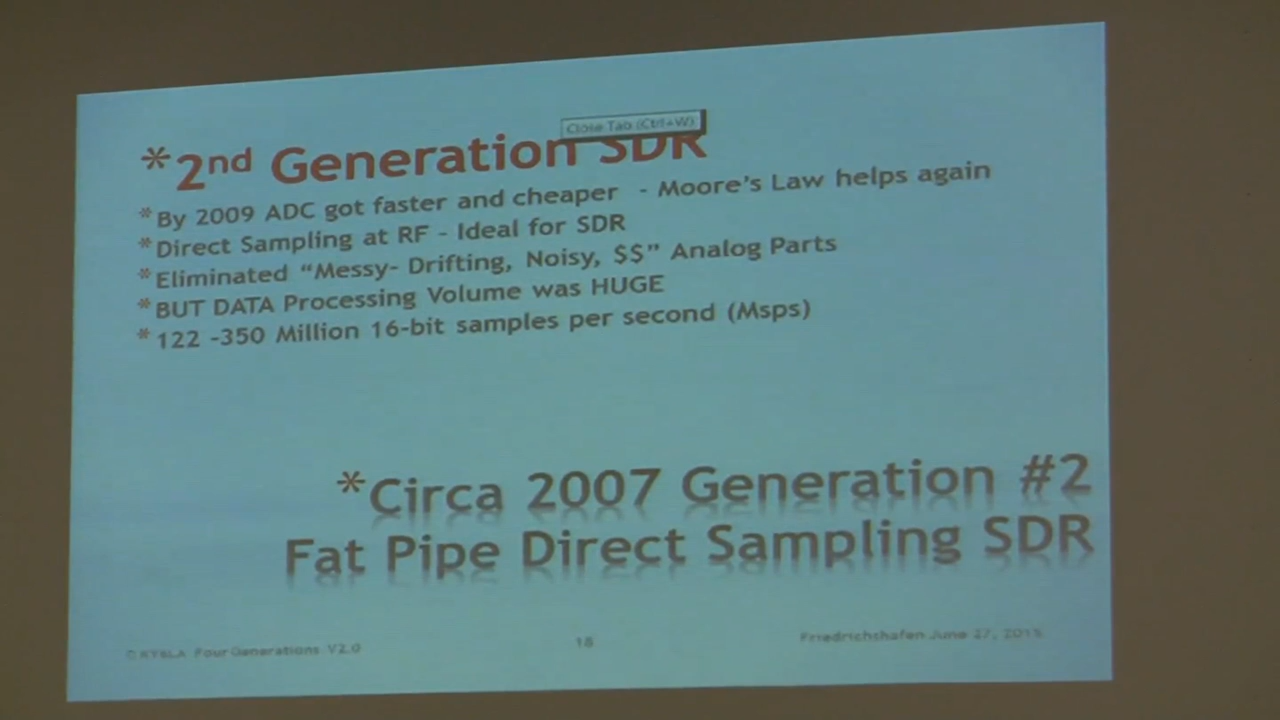 Close Tab (Ctrl+W)
*2nd Generation SDR
*By 2009 ADC got faster and cheaper - Moore's Law helps again
*Direct Sampling at RF - Ideal for SDR
*Eliminated “Messy- Drifting, Noisy, $$” Analog Parts
*BUT DATA Processing Volume was HUGE
*122 -350 Million 16-bit samples per second (Msps)
*Circa 2007 Generation #2
Fat Pipe Direct Sampling SDR
© KY6LA Four Generations V2.0
18
Friedrichshafen June 27, 2015